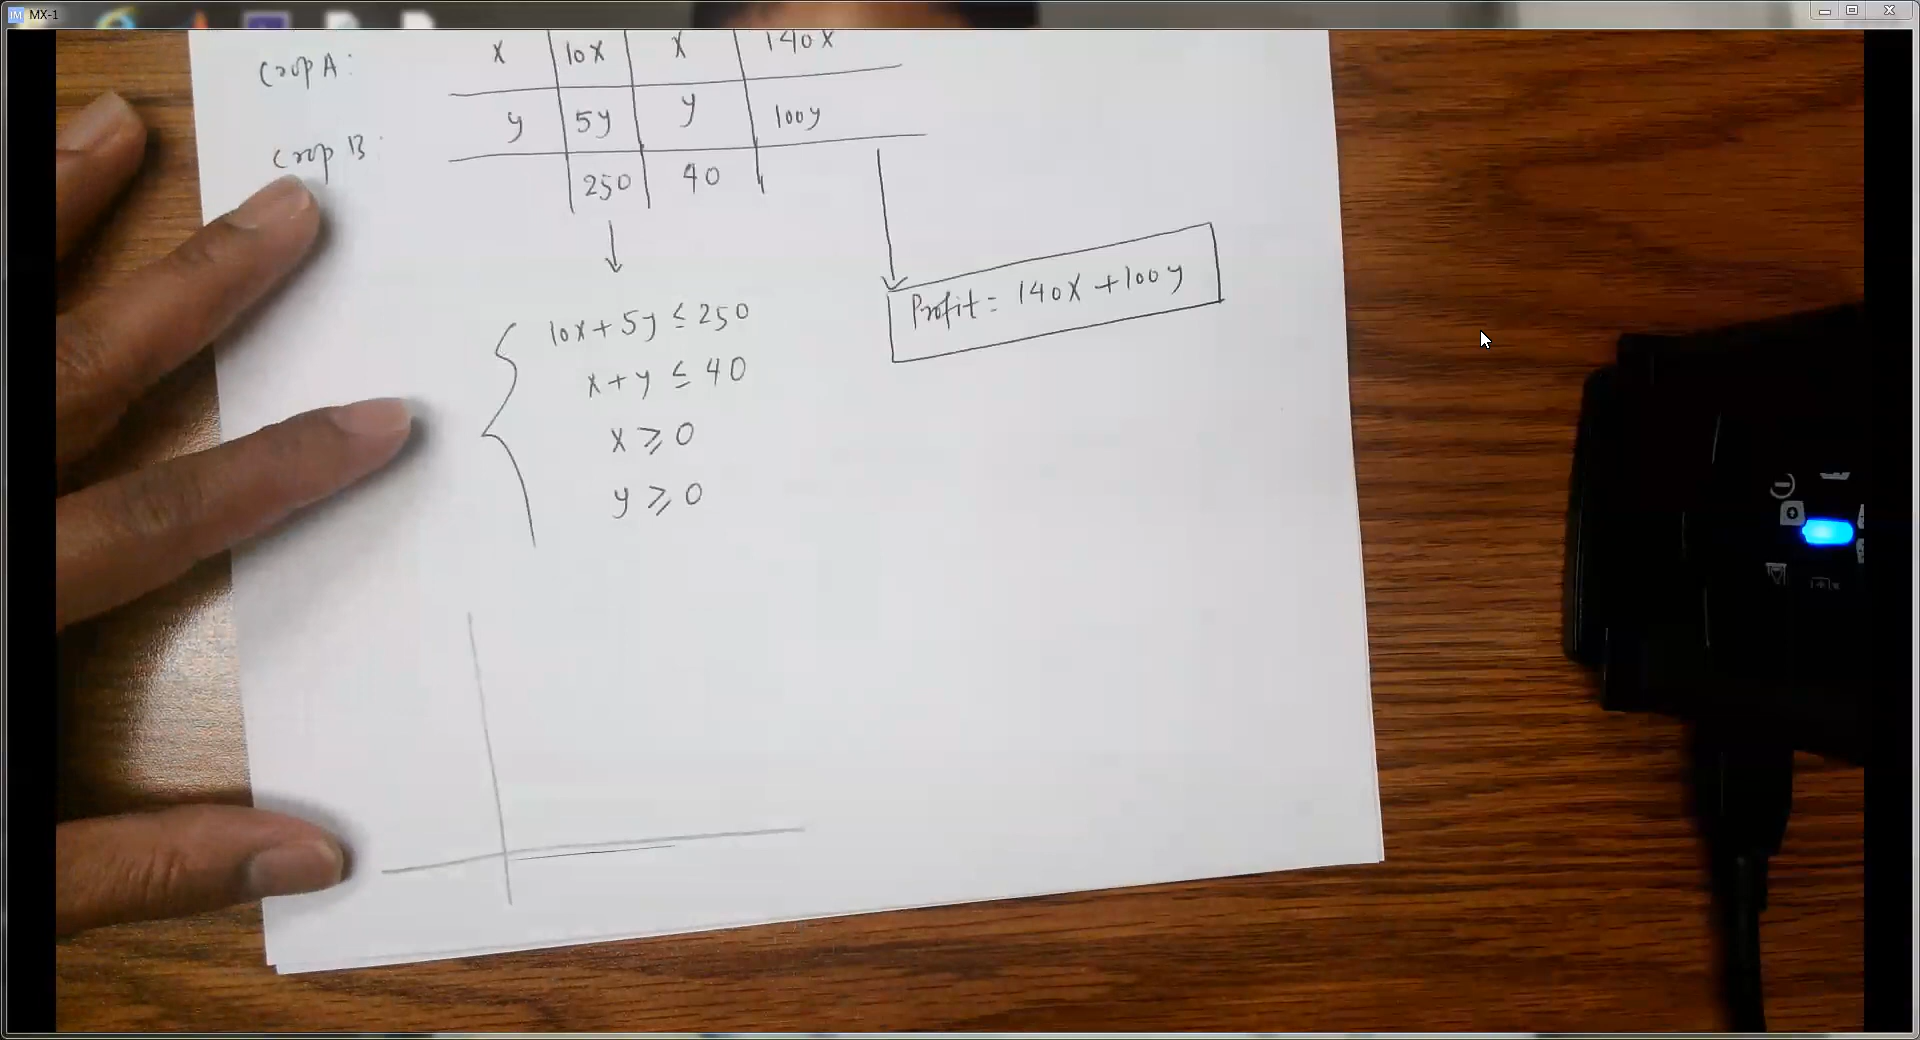 MX-1
Crop A: x 10x x 140x
Crop B: y 5y y 100y
250 40
Profit = 140x + 100y
10x + 5y ≤ 250
x + y ≤ 40
x ≥ 0
y ≥ 0